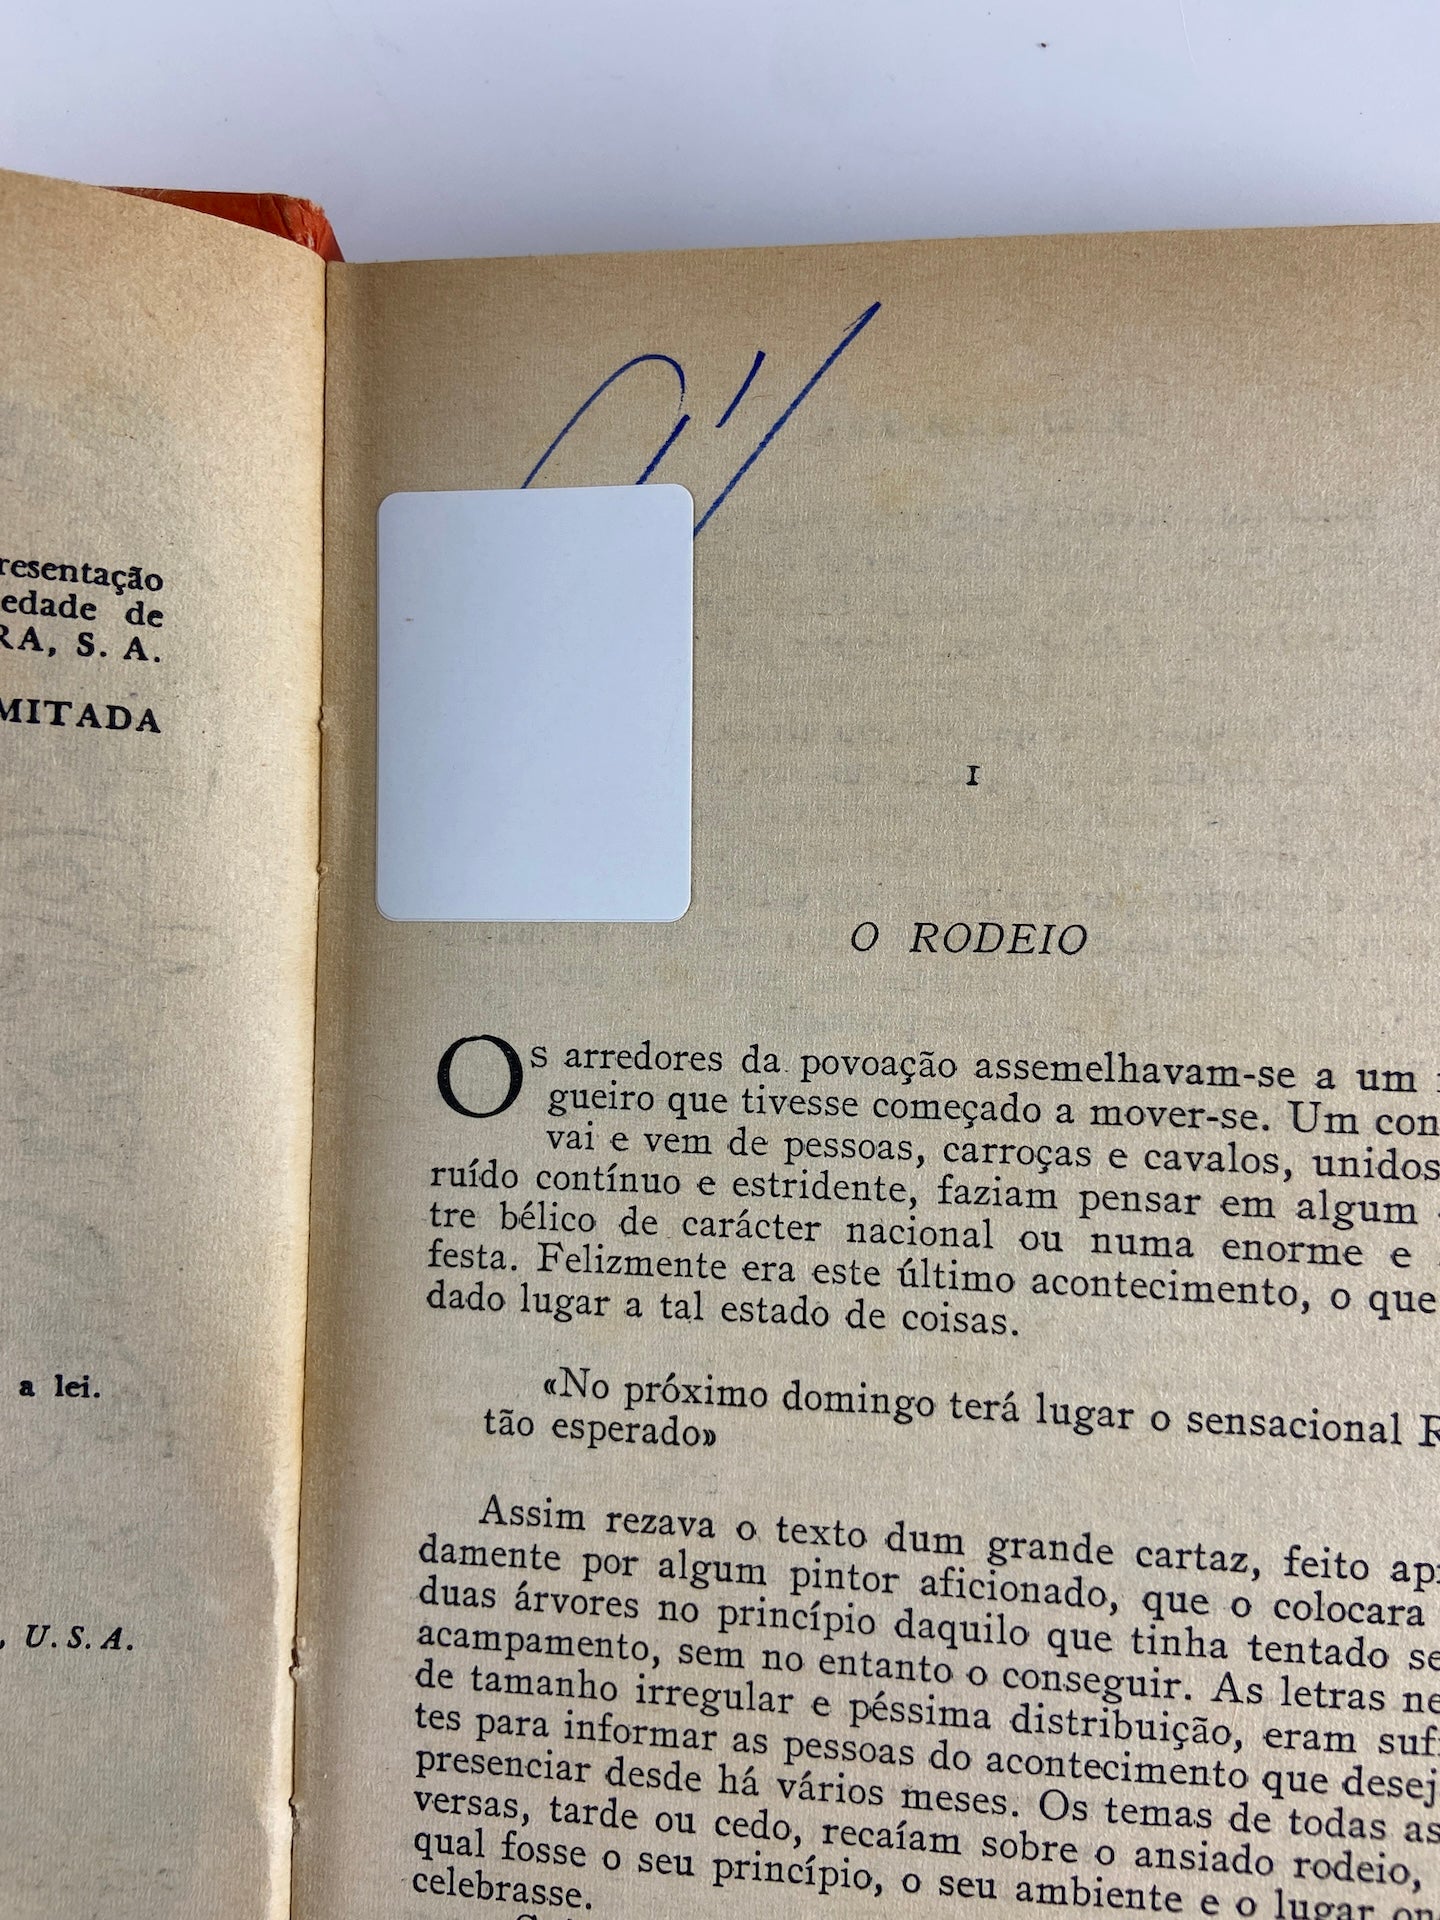 resentação
edade de
RA, S. A.
MITADA
a lei.
, U.S.A.
I
O RODEIO
Os arredores da povoação assemelhavam-se a um
gueiro que tivesse começado a mover-se. Um con
vai e vem de pessoas, carroças e cavalos, unidos
ruído contínuo e estridente, faziam pensar em algum
tre bélico de carácter nacional ou numa enorme e
festa. Felizmente era este último acontecimento, o que
dado lugar a tal estado de coisas.
«No próximo domingo terá lugar o sensacional R
tão esperado»
Assim rezava o texto dum grande cartaz, feito ap
damente por algum pintor aficionado, que o colocara
duas árvores no princípio daquilo que tinha tentado se
acampamento, sem no entanto o conseguir. As letras ne
de tamanho irregular e péssima distribuição, eram suf
tes para informar as pessoas do acontecimento que desej
presenciar desde há vários meses. Os temas de todas as
versas, tarde ou cedo, recaíam sobre o ansiado rodeio,
qual fosse o seu princípio, o seu ambiente e o lugar on
celebrasse.